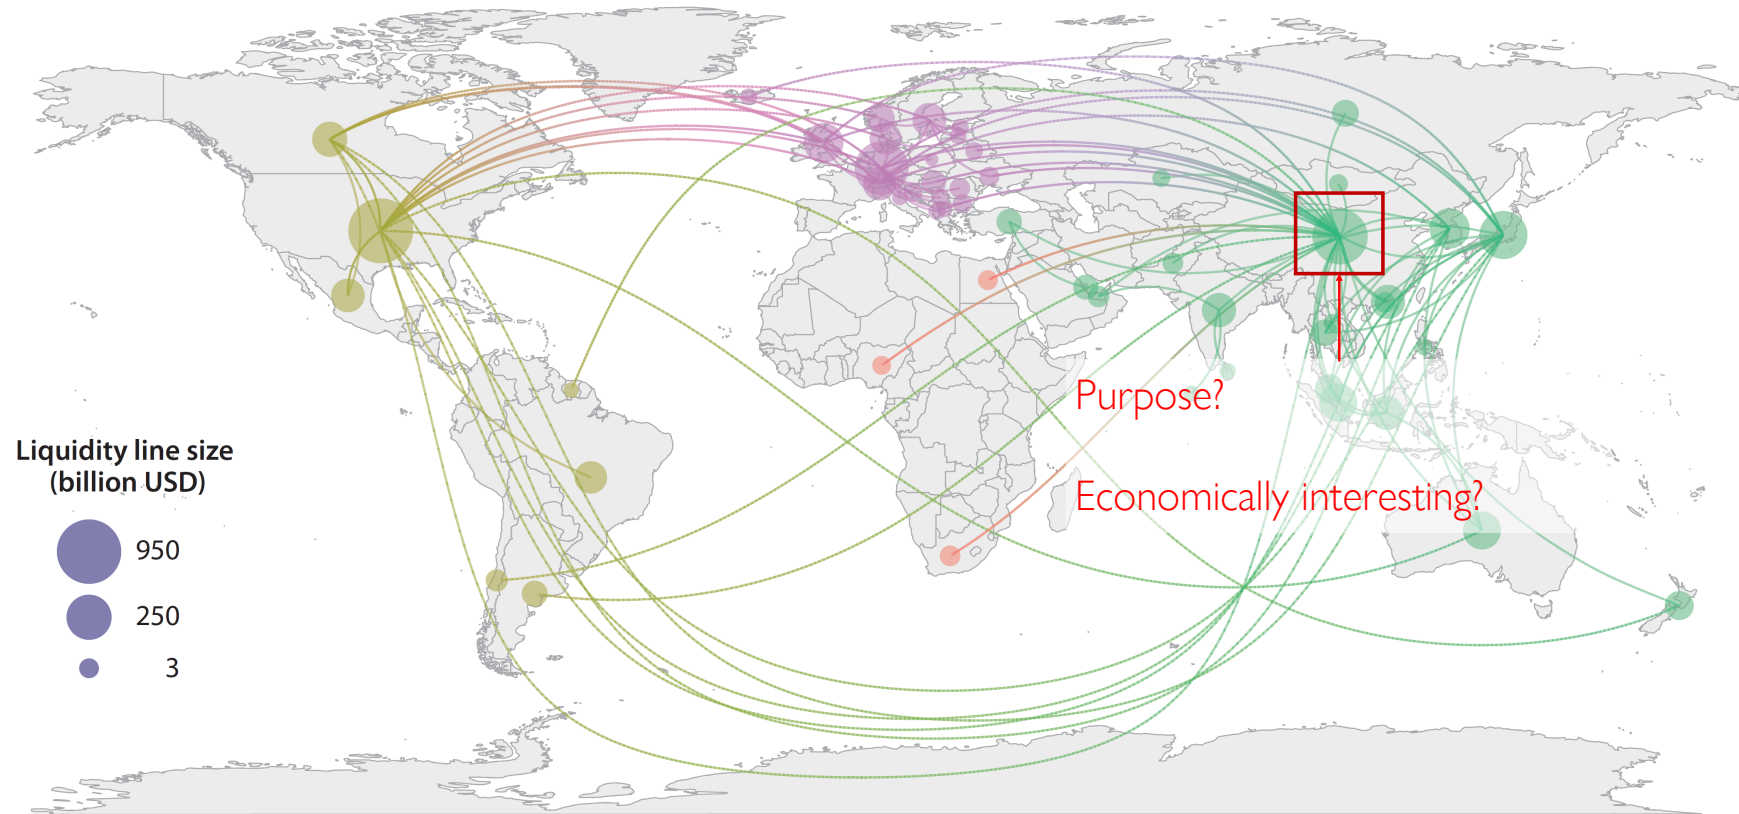 Purpose?
Liquidity line size
(billion USD)
Economically interesting?
950
250
3